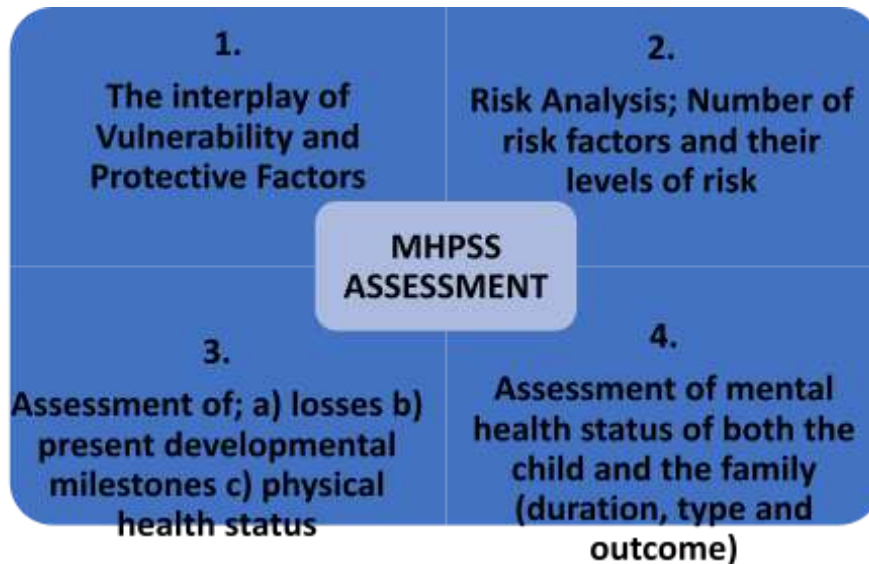 1.
The interplay of
Vulnerability and
Protective Factors
2.
Risk Analysis; Number of
risk factors and their
levels of risk
MHPSS
ASSESSMENT
3.
Assessment of; a) losses b)
present developmental
milestones c) physical
health status
4.
Assessment of mental
health status of both the
child and the family
(duration, type and
outcome)